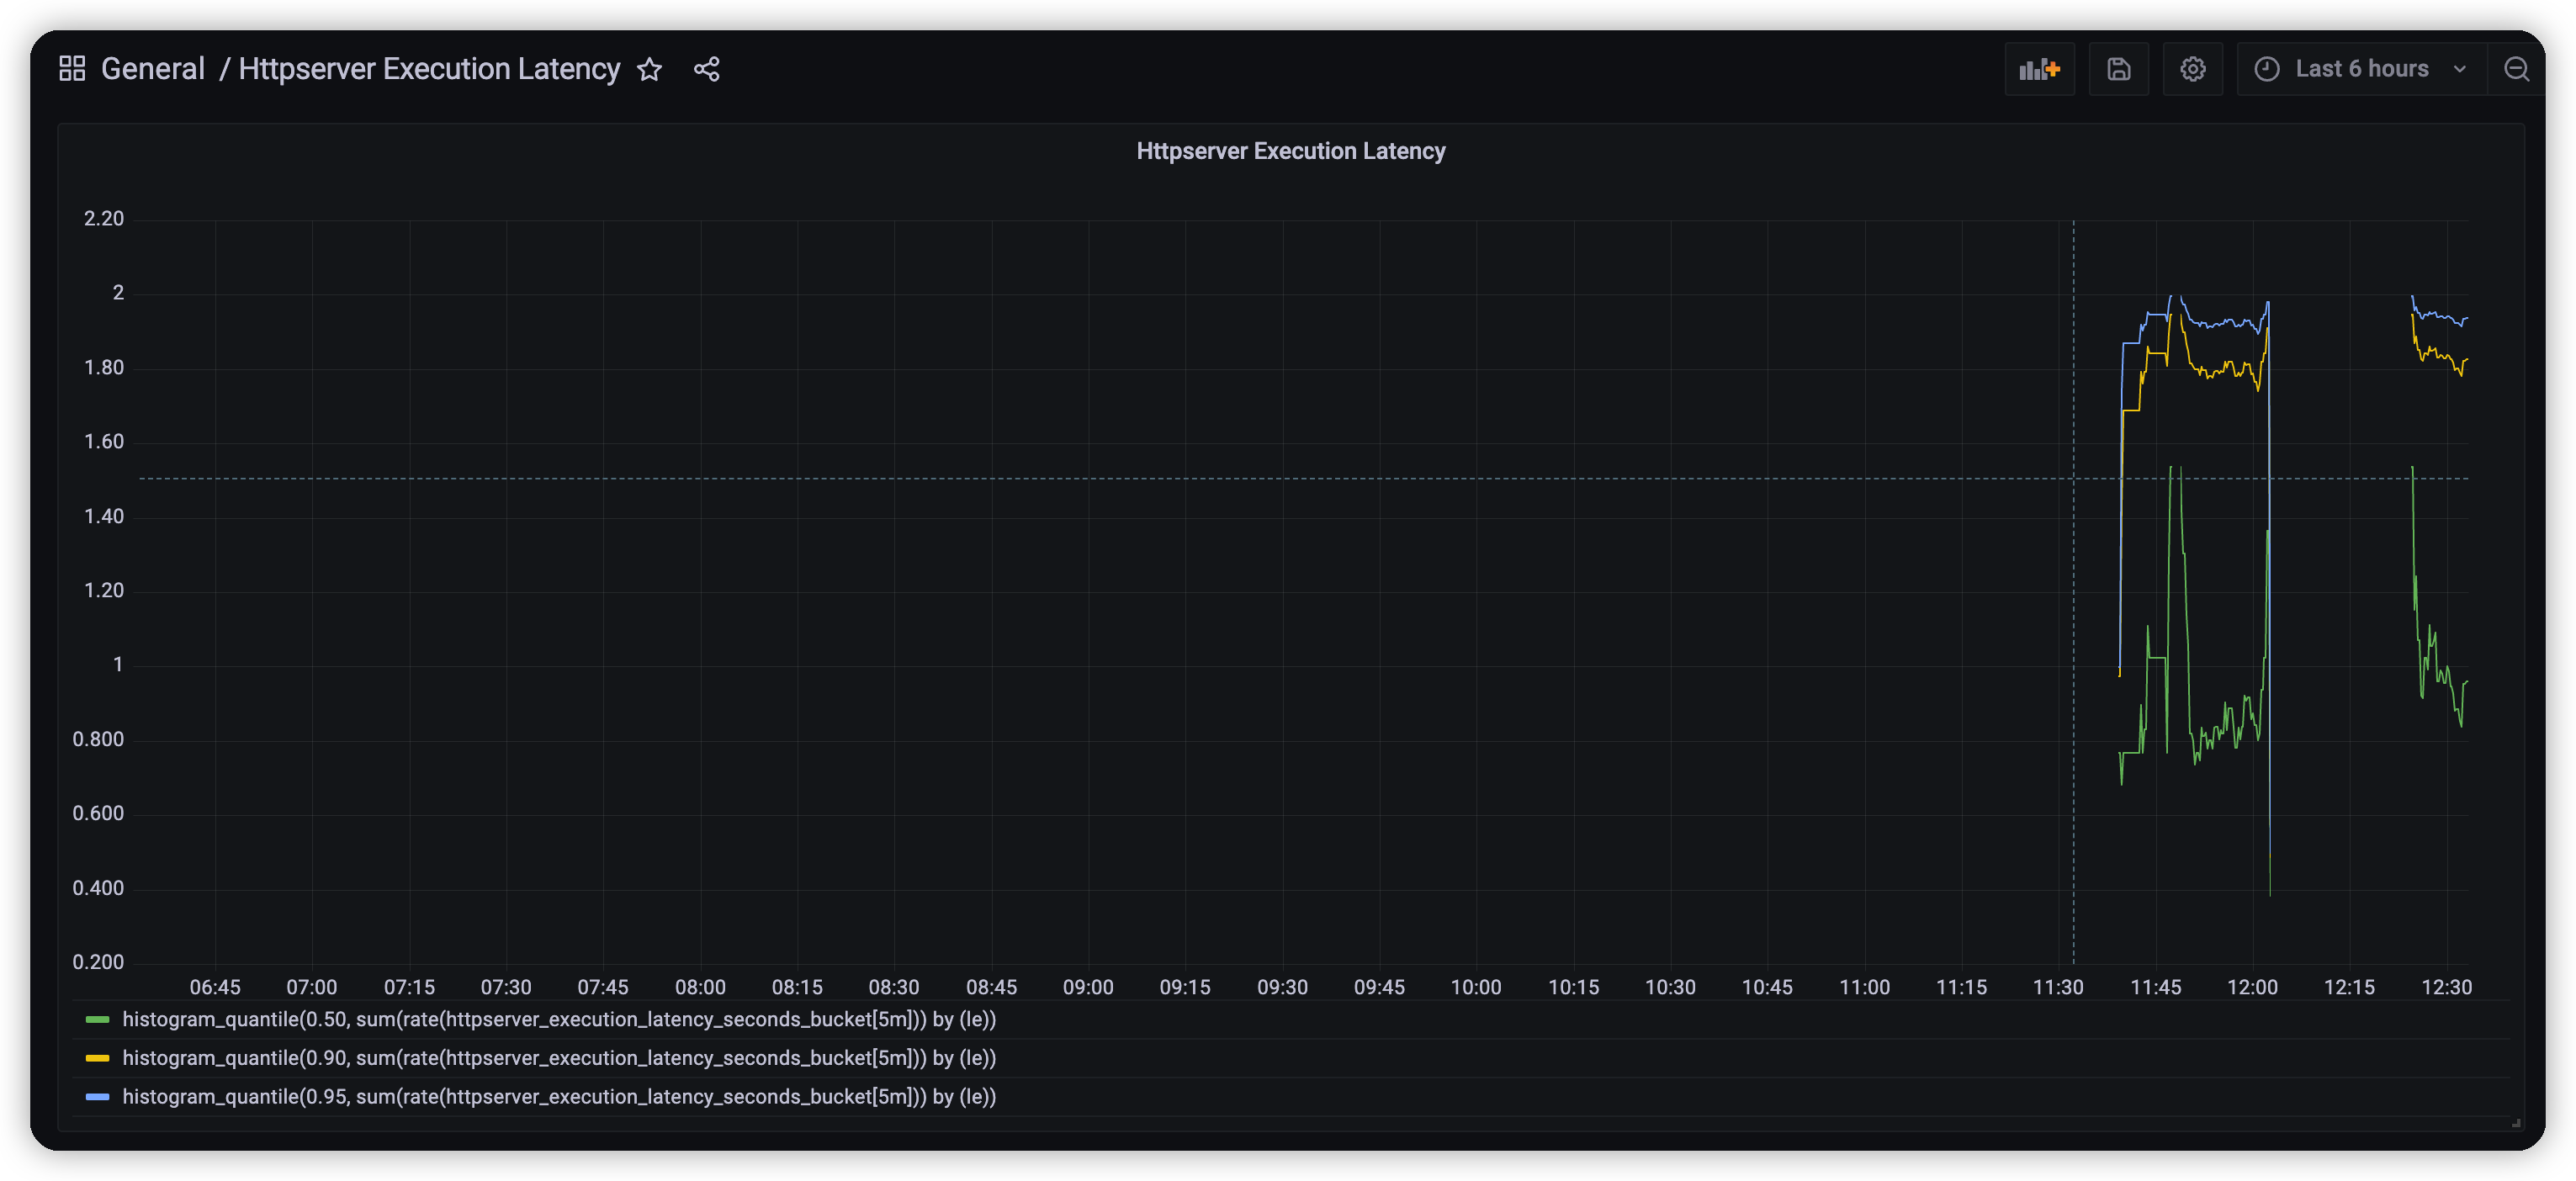 General / Httpserver Execution Latency
Last 6 hours
Httpserver Execution Latency
2.20
2
1.80
1.60
1.40
1.20
1
0.800
0.600
0.400
0.200
06:45 07:00 07:15 07:30 07:45 08:00 08:15 08:30 08:45 09:00 09:15 09:30 09:45 10:00 10:15 10:30 10:45 11:00 11:15 11:30 11:45 12:00 12:15 12:30
histogram_quantile(0.50, sum(rate(httpserver_execution_latency_seconds_bucket[5m])) by (le))
histogram_quantile(0.90, sum(rate(httpserver_execution_latency_seconds_bucket[5m])) by (le))
histogram_quantile(0.95, sum(rate(httpserver_execution_latency_seconds_bucket[5m])) by (le))